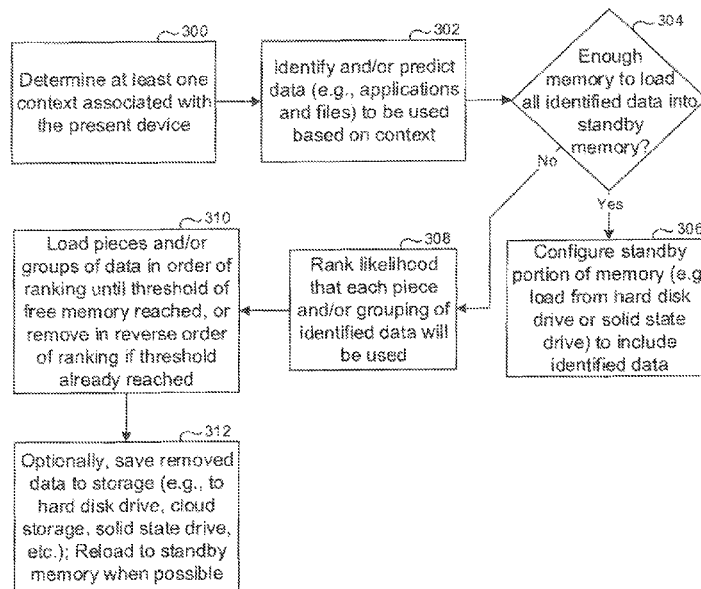 300
Determine at least one
context associated with
the present device
302
Identify and/or predict
data (e.g., applications
and files) to be used
based on context
304
Enough
memory to load
all identified data into
standby
memory?
No
Yes
306
Configure standby
portion of memory (e.g
load from hard disk
drive or solid state
drive) to include
identified data
308
Rank likelihood
that each piece
and/or grouping of
identified data will
be used
310
Load pieces and/or
groups of data in order of
ranking until threshold of
free memory reached, or
remove in reverse order
of ranking if threshold
already reached
312
Optionally, save removed
data to storage (e.g., to
hard disk drive, cloud
storage, solid state drive,
etc.); Reload to standby
memory when possible